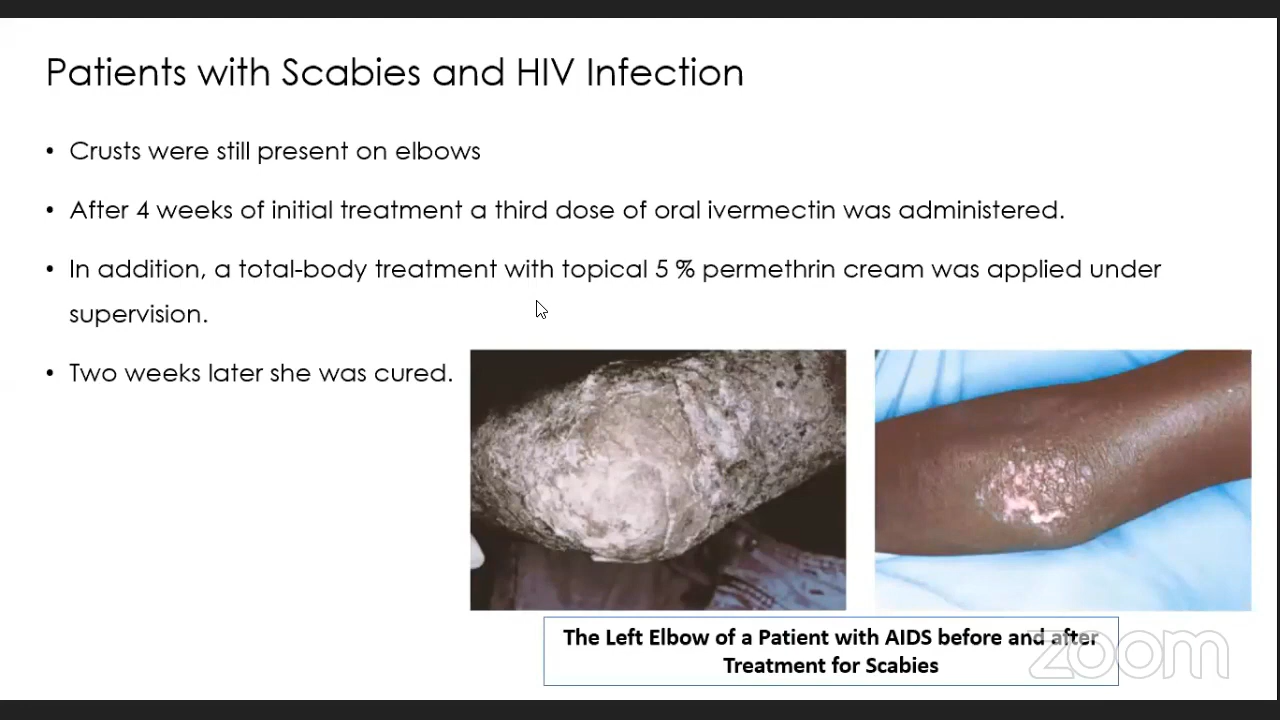 Patients with Scabies and HIV Infection
• Crusts were still present on elbows
• After 4 weeks of initial treatment a third dose of oral ivermectin was administered.
• In addition, a total-body treatment with topical 5 % permethrin cream was applied under
supervision.
• Two weeks later she was cured.
The Left Elbow of a Patient with AIDS before and after
Treatment for Scabies
zoom